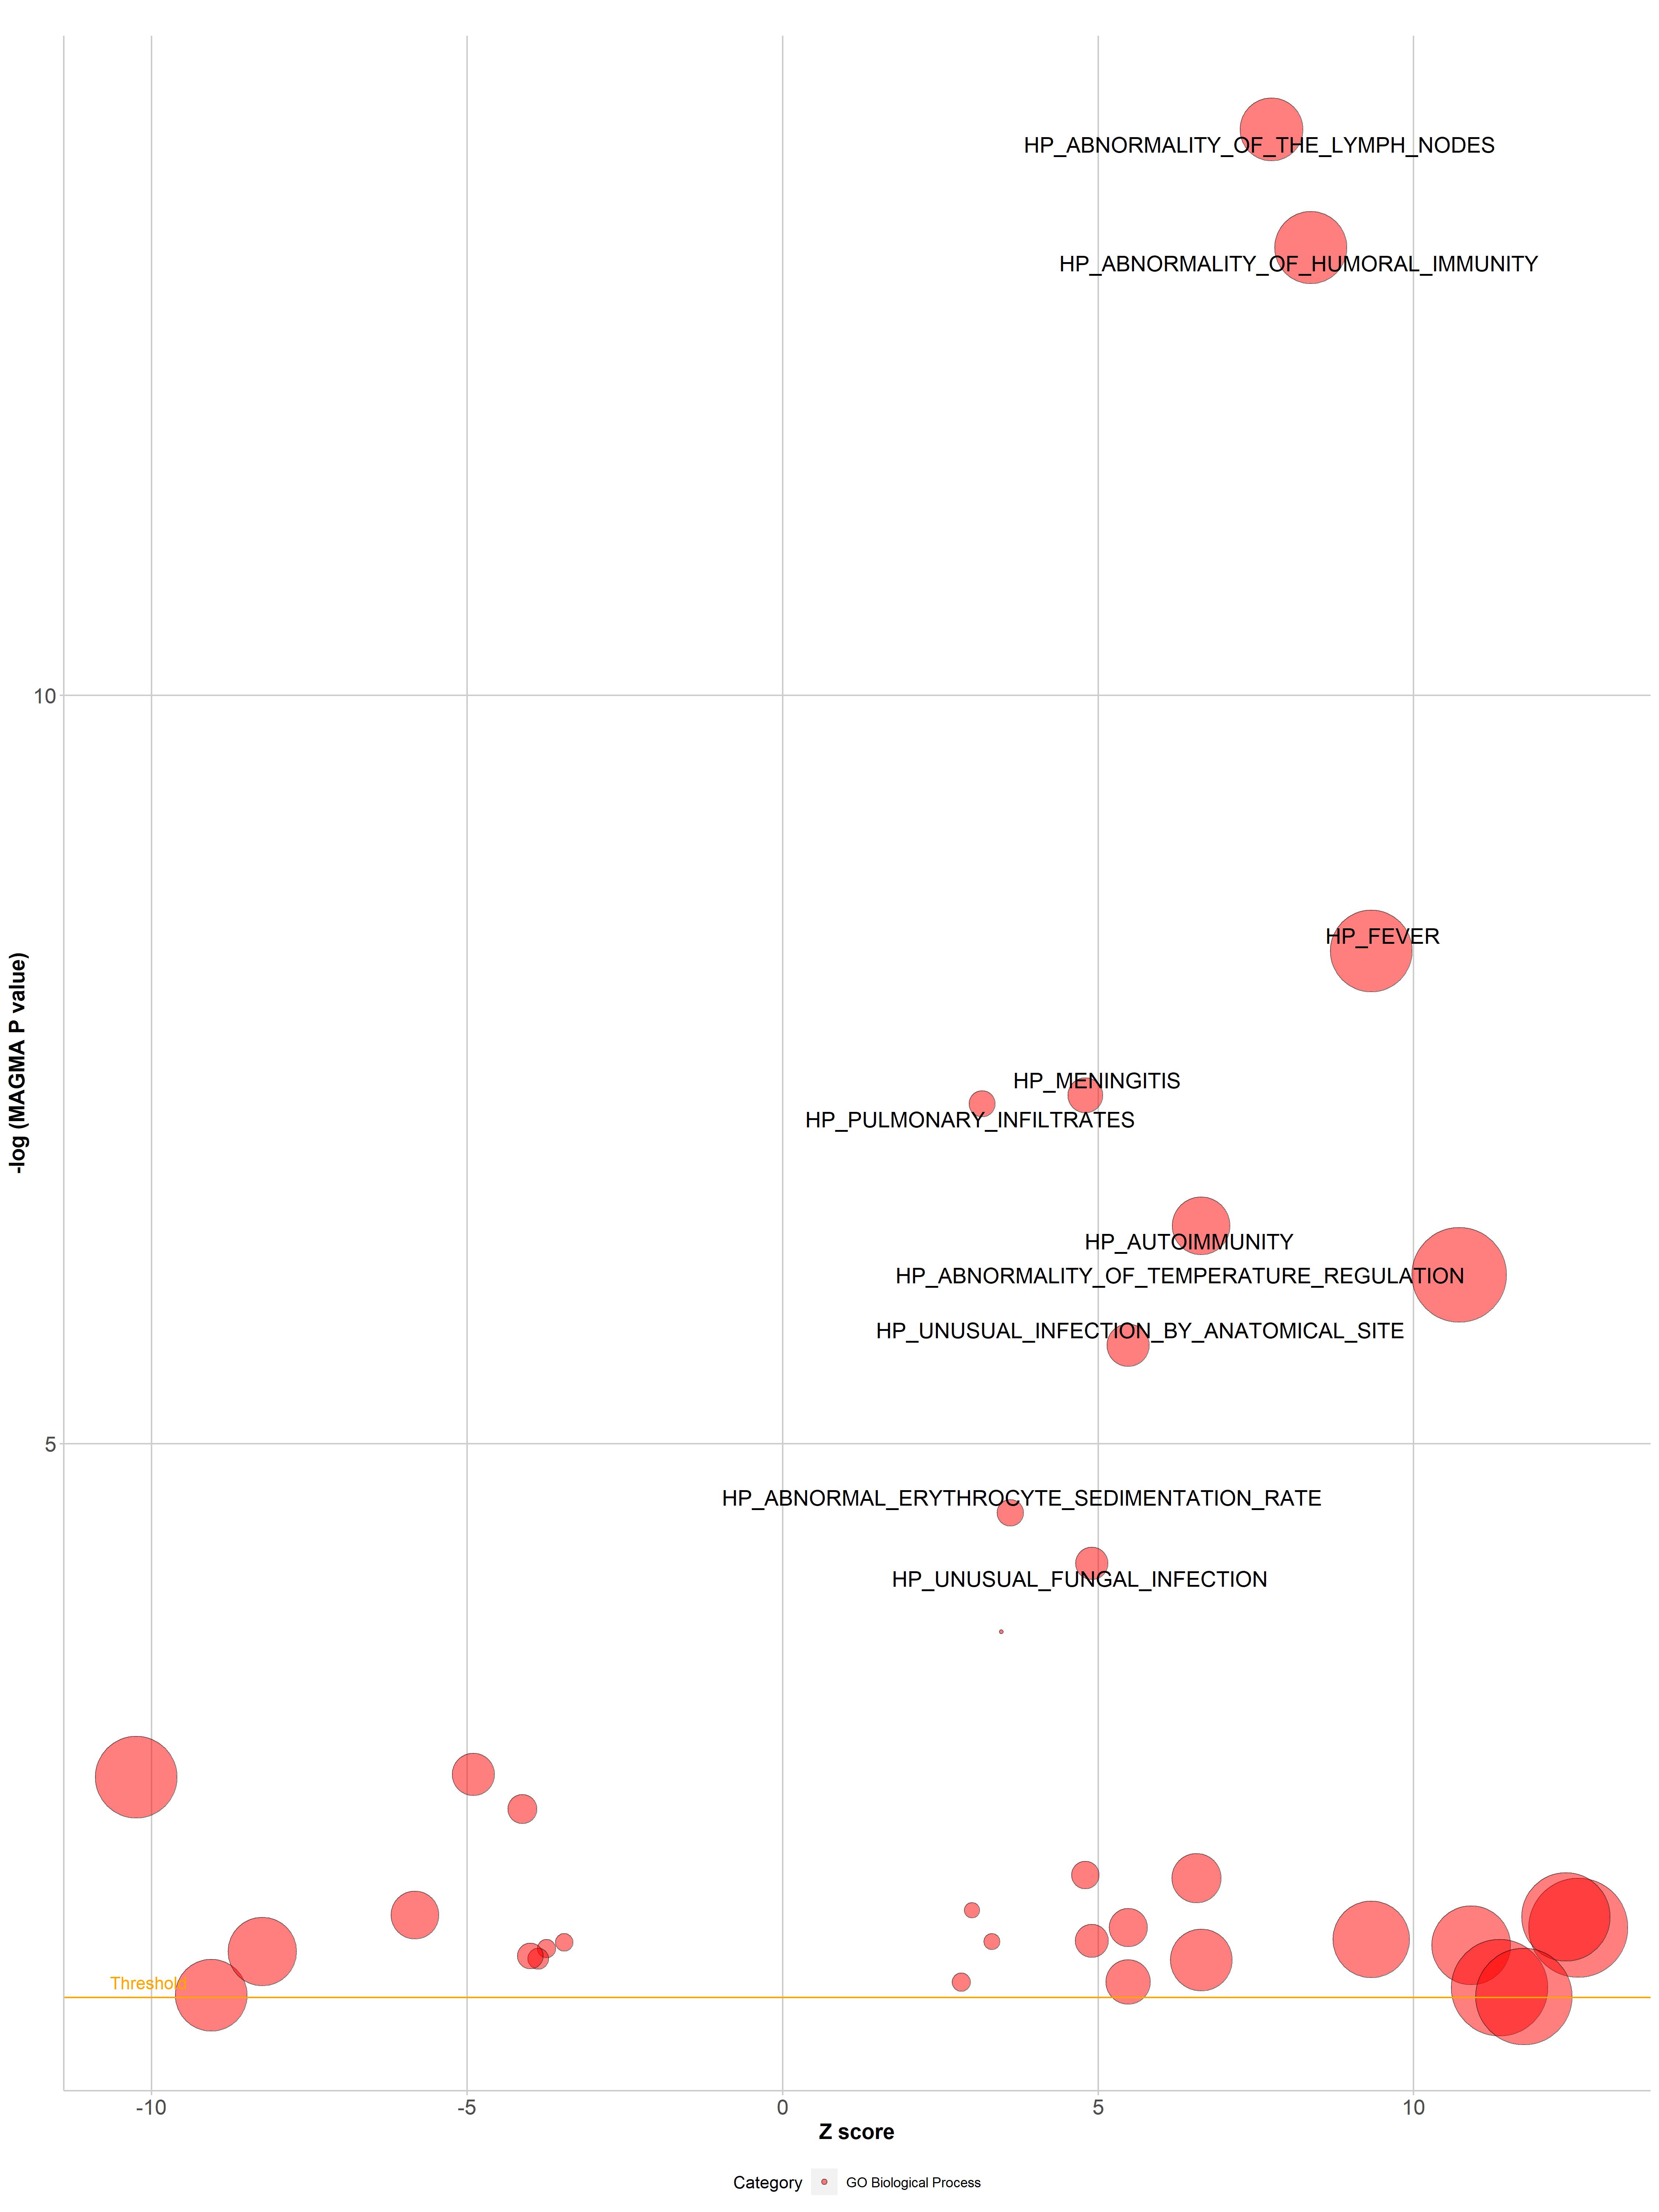 HP_ABNORMALITY_OF_THE_LYMPH_NODES
HP_ABNORMALITY_OF_HUMORAL_IMMUNITY
10
HP_FEVER
-log (MAGMA P value)
HP_MENINGITIS
HP_PULMONARY_INFILTRATES
HP_AUTOIMMUNITY
HP_ABNORMALITY_OF_TEMPERATURE_REGULATION
HP_UNUSUAL_INFECTION_BY_ANATOMICAL_SITE
5
HP_ABNORMAL_ERYTHROCYTE_SEDIMENTATION_RATE
HP_UNUSUAL_FUNGAL_INFECTION
Threshold
-10 -5 0 5 10
Z score
Category GO Biological Process